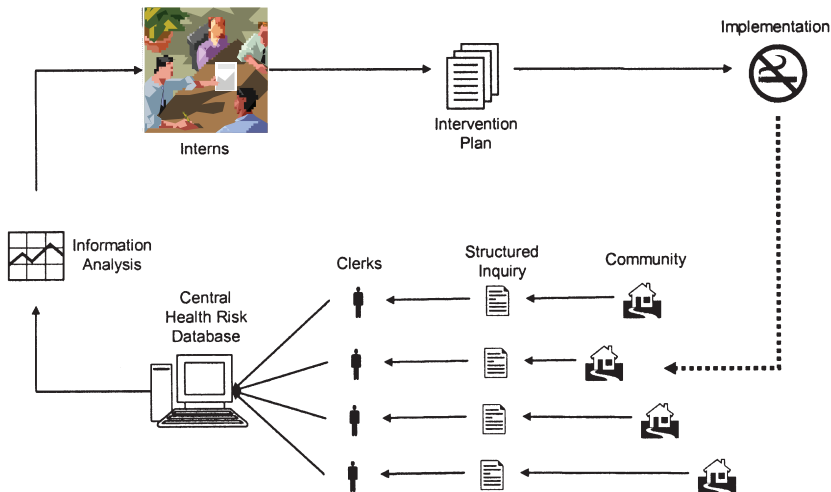 Implementation
Interns
Intervention
Plan
Information
Analysis
Clerks
Structured
Inquiry
Community
Central
Health Risk
Database